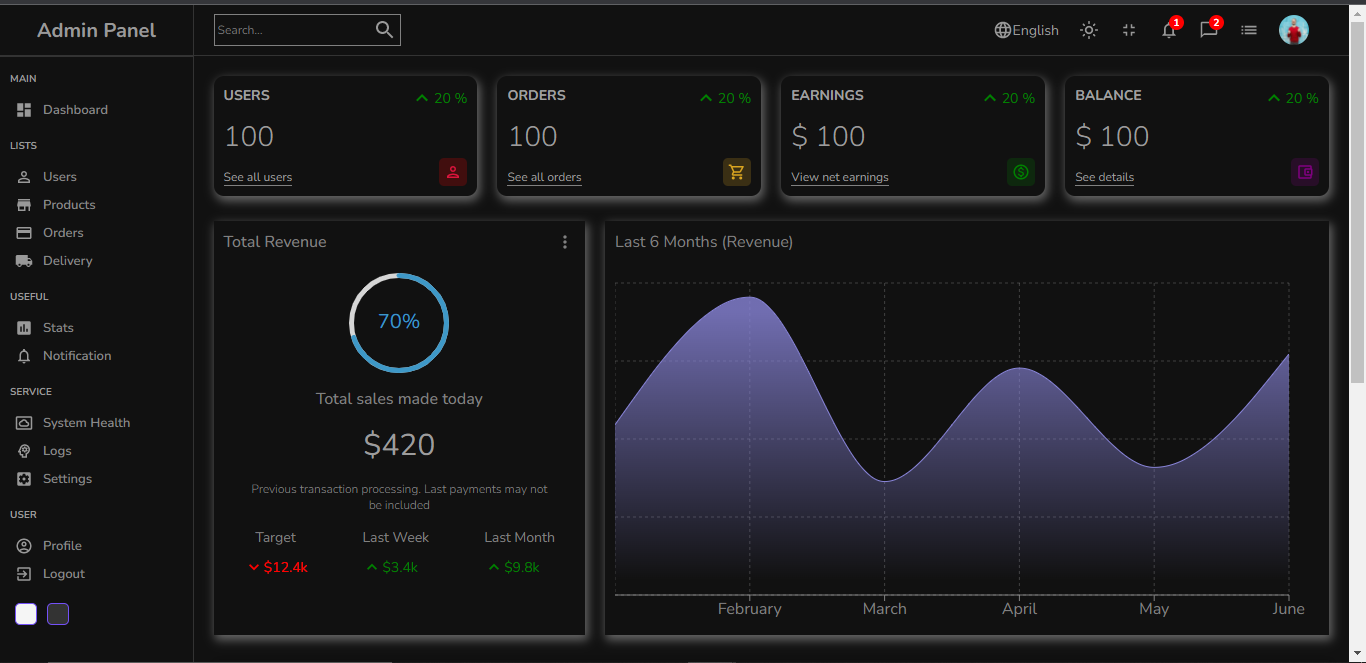 Admin Panel
Search...
English
1
2
MAIN
Dashboard
LISTS
Users
Products
Orders
Delivery
USEFUL
Stats
Notification
SERVICE
System Health
Logs
Settings
USER
Profile
Logout
USERS
20 %
100
See all users
ORDERS
20 %
100
See all orders
EARNINGS
20 %
$ 100
View net earnings
BALANCE
20 %
$ 100
See details
Total Revenue
70%
Total sales made today
$420
Previous transaction processing. Last payments may not
be included
Target
Last Week
Last Month
$12.4k
$3.4k
$9.8k
Last 6 Months (Revenue)
February
March
April
May
June